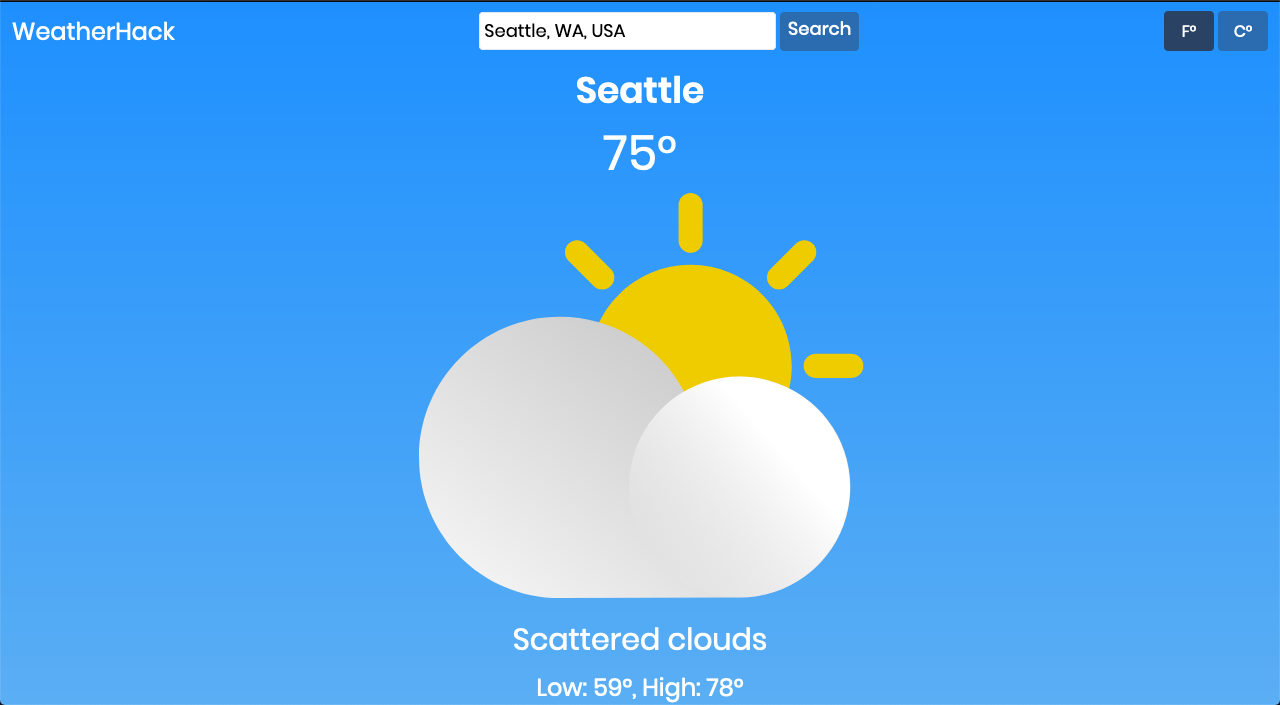 WeatherHack
Seattle, WA, USA
Search
Fº
Cº
Seattle
75º
Scattered clouds
Low: 59º, High: 78º